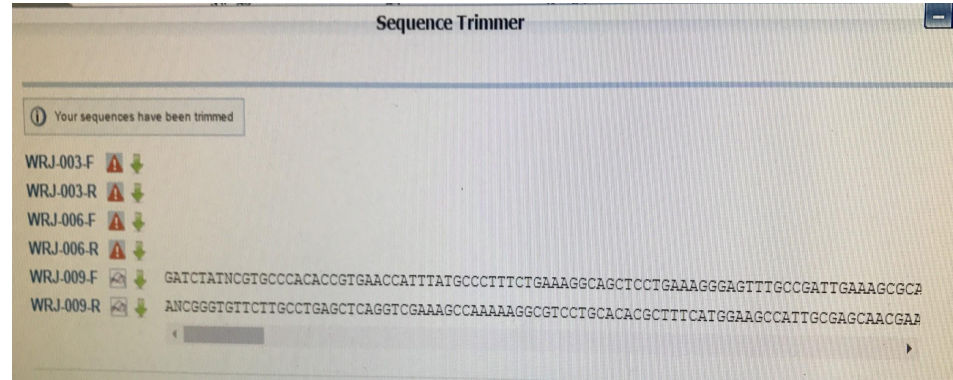 Sequence Trimmer
Your sequences have been trimmed
WRJ-003-F
WRJ-003-R
WRJ-006-F
WRJ-006-R
WRJ-009-F GATCTATNCGTGCCCACACCGTGAACCATTTATGCCCTTTCTGAAAGGCAGCTCCTGAAAGGGAGTTTGCCGATTGAAAGCGCA
WRJ-009-R ANCGGGTGTTCTTGCCTGAGCTCAGGTCGAAAGCCAAAAAGGCGTCCTGCACACGCTTTCATGGAAGCCATTGCGAGCAACGAA